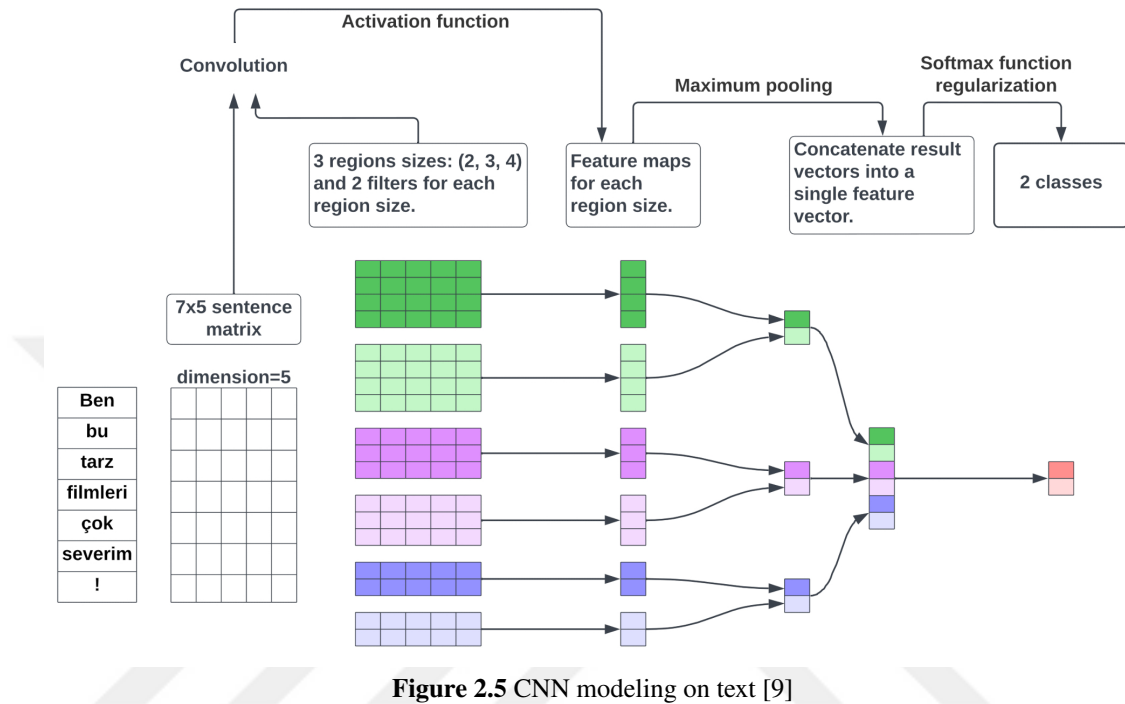 Activation function
Convolution
Maximum pooling
Softmax function
regularization
3 regions sizes: (2, 3, 4)
and 2 filters for each
region size.
Feature maps
for each
region size.
Concatenate result
vectors into a
single feature
vector.
2 classes
7x5 sentence
matrix
dimension=5
Ben
bu
tarz
filmleri
çok
severim
!
Figure 2.5 CNN modeling on text [9]